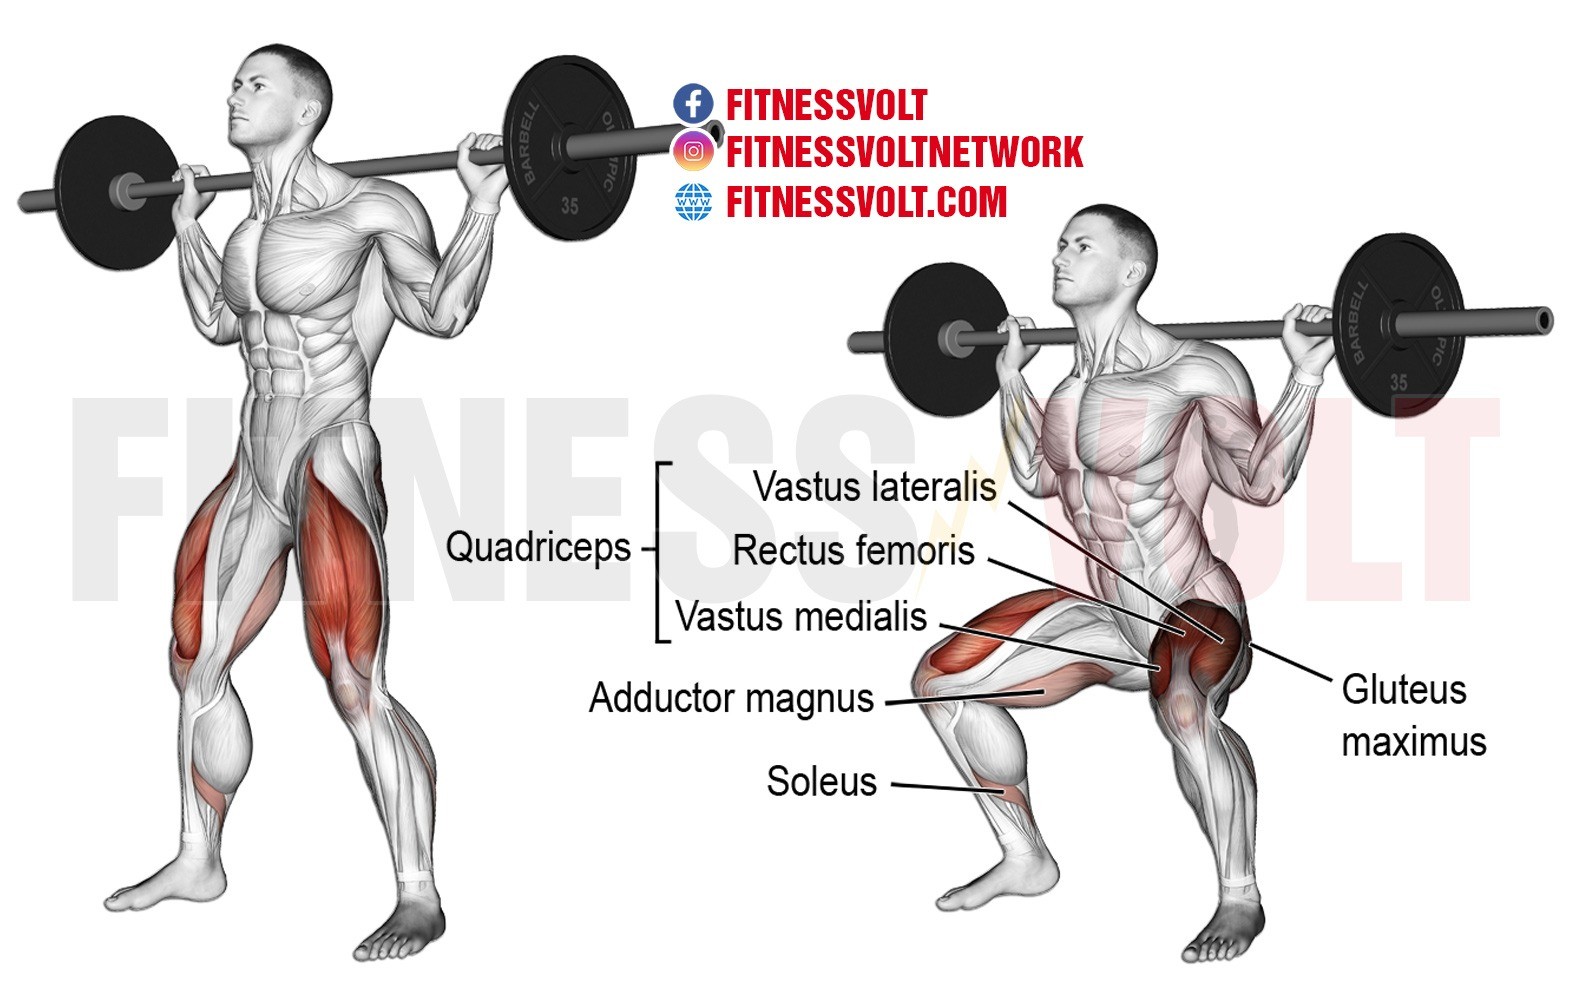 FITNESSVOLT
FITNESSVOLTNETWORK
WWW
FITNESSVOLT.COM
BARBELL
OLYMPIC
35
BARBELL
OLYMPIC
35
FITNESS VOLT
Quadriceps
Vastus lateralis
Rectus femoris
Vastus medialis
Adductor magnus
Soleus
Gluteus
maximus